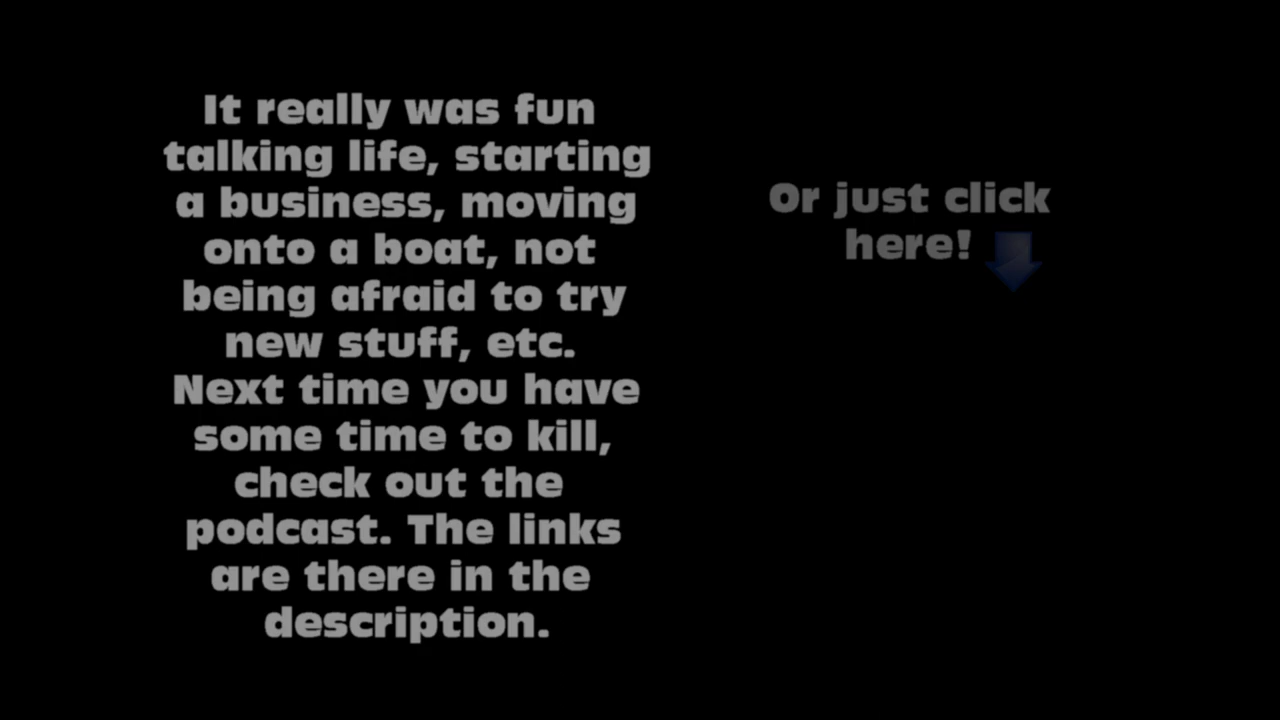 It really was fun
talking life, starting
a business, moving
onto a boat, not
being afraid to try
new stuff, etc.
Next time you have
some time to kill,
check out the
podcast. The links
are there in the
description.
Or just click
here!